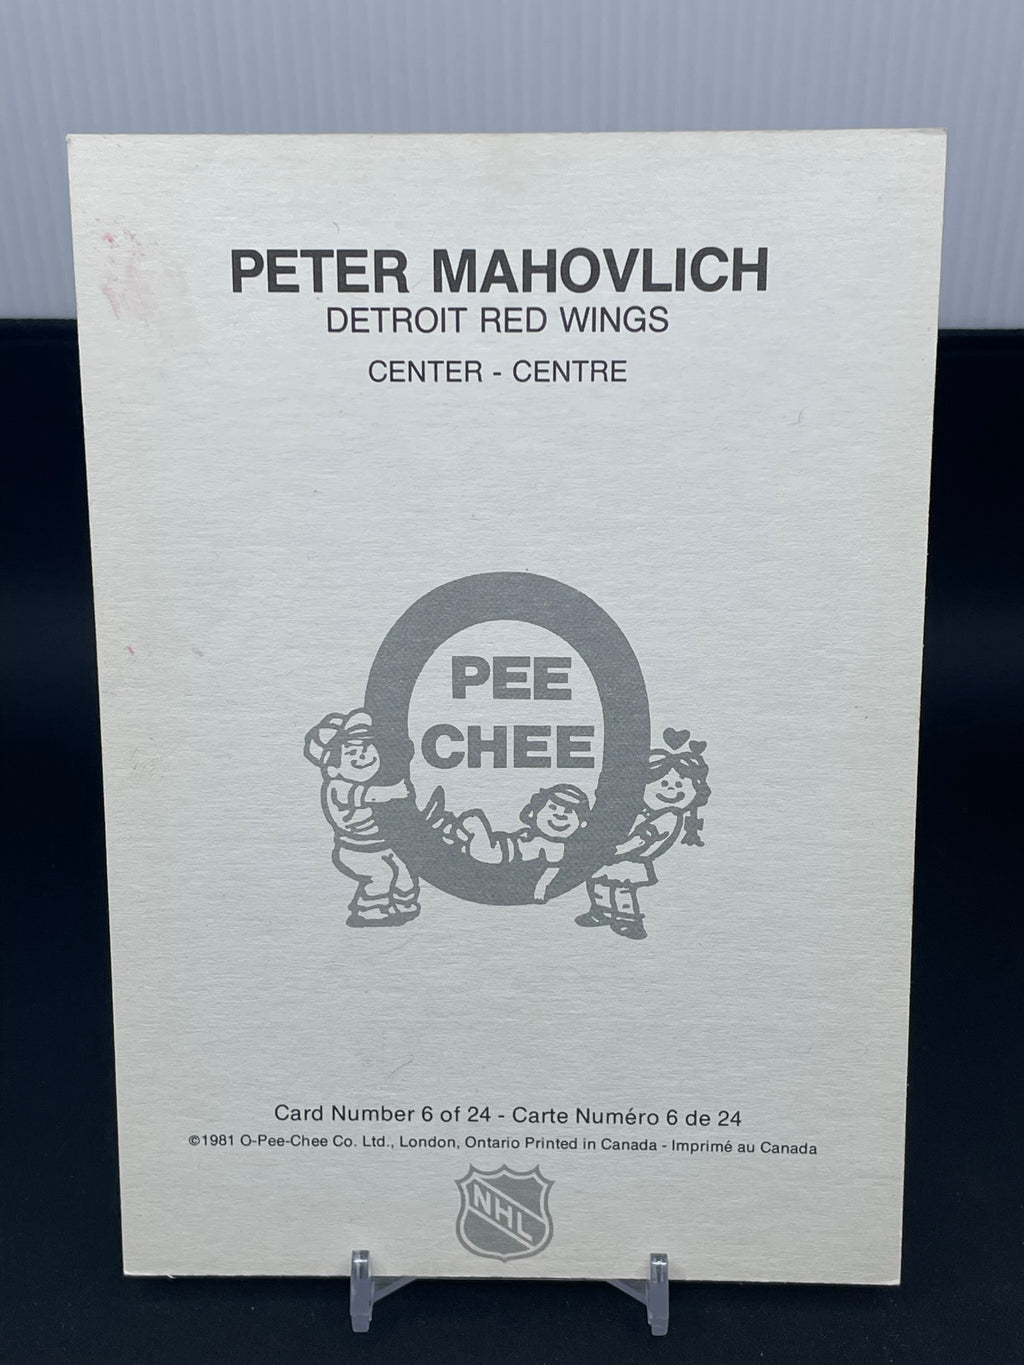 PETER MAHOVLICH
DETROIT RED WINGS
CENTER - CENTRE
PEE
CHEE
Card Number 6 of 24 - Carte Numéro 6 de 24
©1981 O-Pee-Chee Co. Ltd., London, Ontario Printed in Canada - Imprimé au Canada
NHL